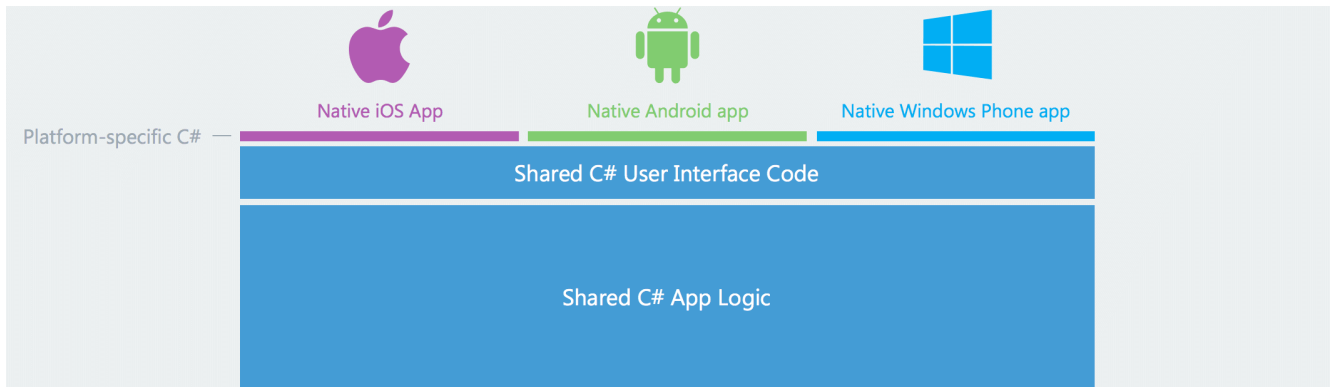 Native iOS App
Native Android app
Native Windows Phone app
Platform-specific C#
Shared C# User Interface Code
Shared C# App Logic